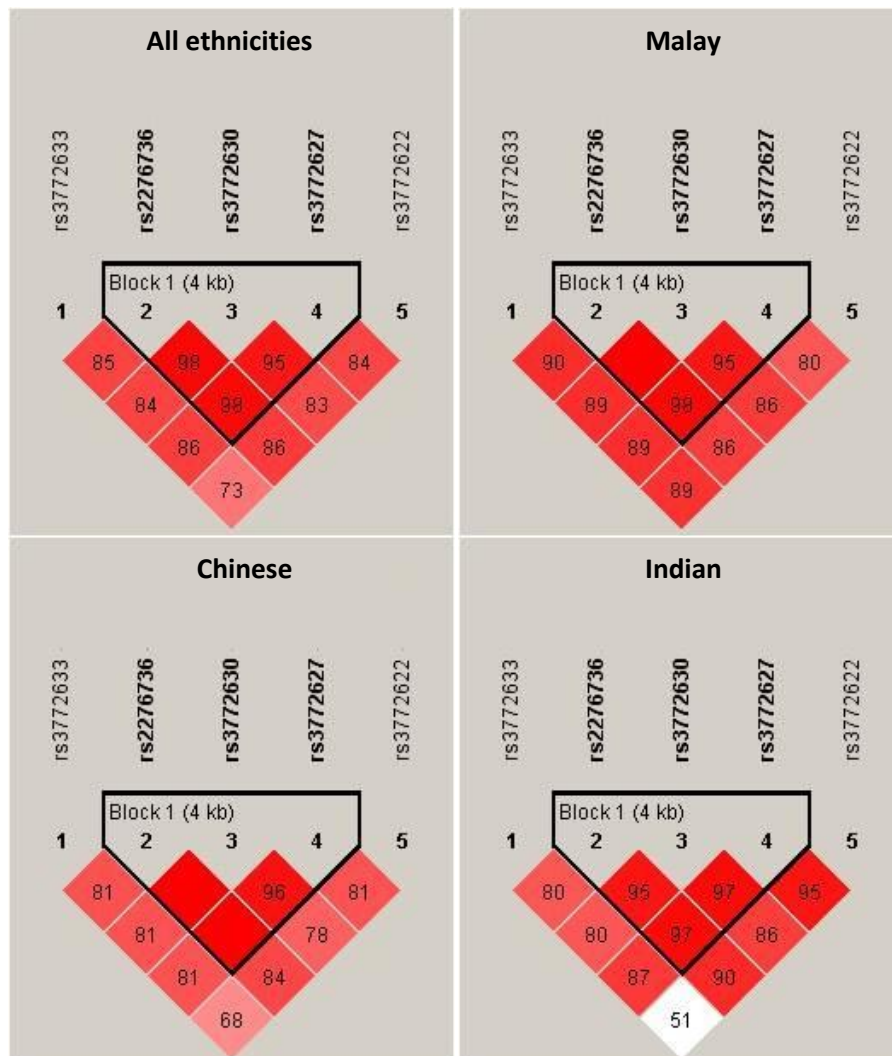 All ethnicities
rs3772633 rs2276736 rs3772630 rs3772627 rs3772622
Block 1 (4 kb)
1 2 3 4 5
85 98 95 84
84 98 83
86 86
73
Malay
rs3772633 rs2276736 rs3772630 rs3772627 rs3772622
Block 1 (4 kb)
1 2 3 4 5
90 95 80
89 98 86
89 86
89
Chinese
rs3772633 rs2276736 rs3772630 rs3772627 rs3772622
Block 1 (4 kb)
1 2 3 4 5
81 96 81
81 78
81 84
68
Indian
rs3772633 rs2276736 rs3772630 rs3772627 rs3772622
Block 1 (4 kb)
1 2 3 4 5
80 95 97 95
80 97 86
87 90
51